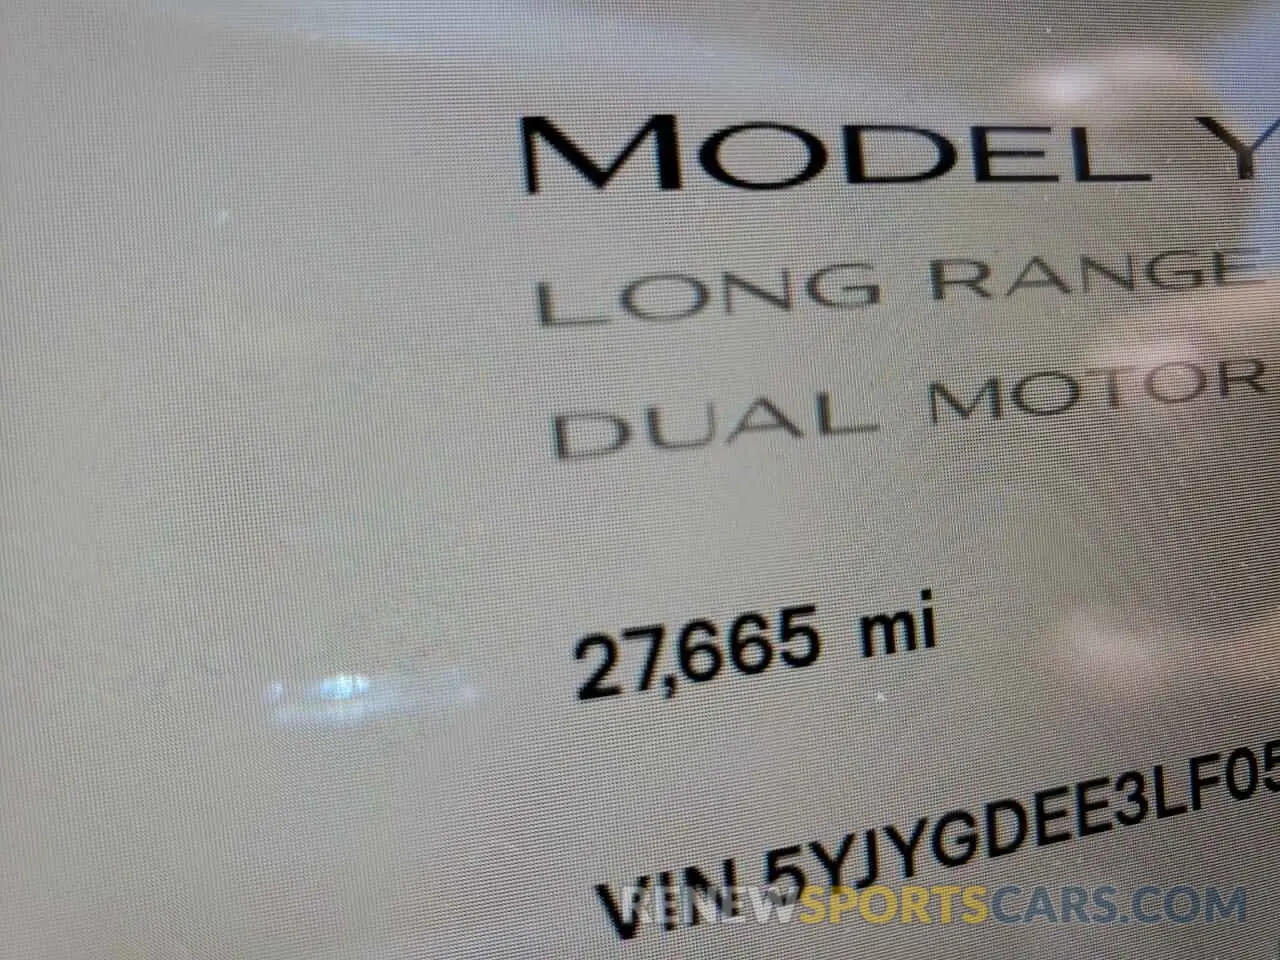 MODEL Y
LONG RANGE
DUAL MOTOR
27,665 mi
VIN 5YJYGDEE3LF05
RENEWSPORTSCARS.COM